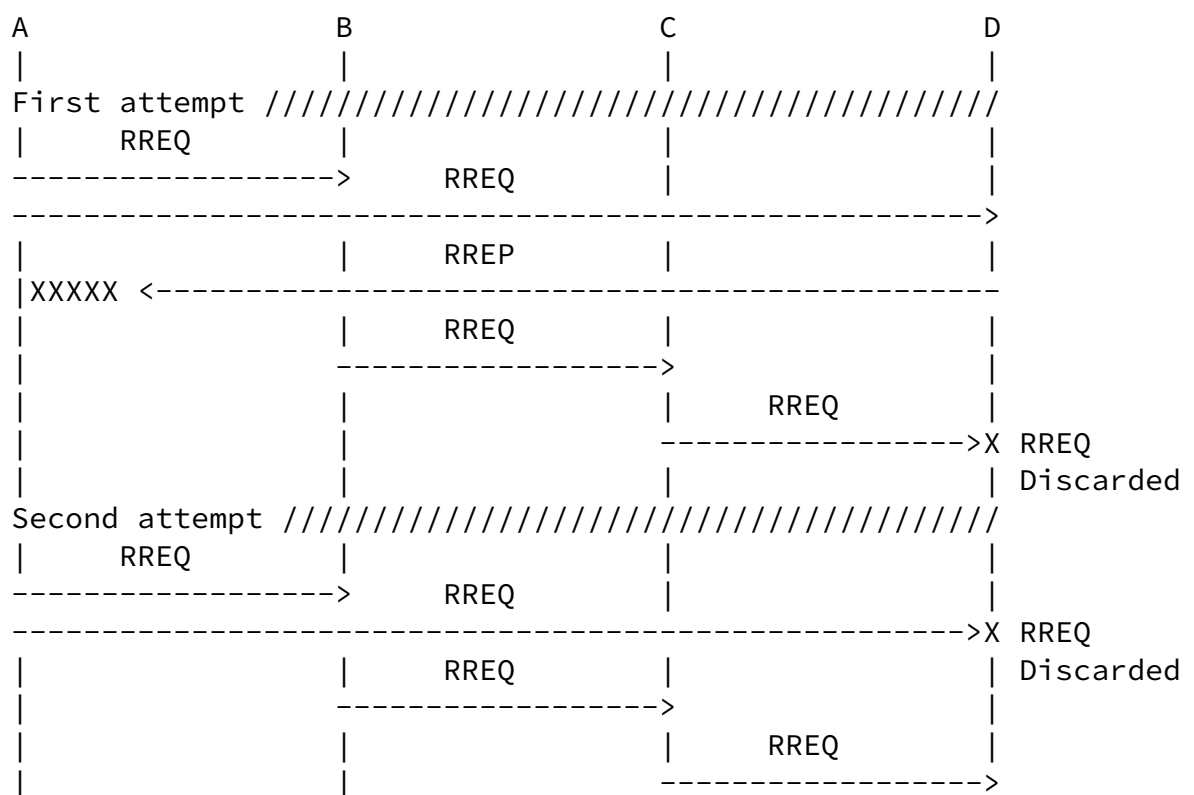 A                 B                 C                 D
|                 |                 |                 |
First attempt /////////////////////////////////////////
|     RREQ        |                 |                 |
------------------>     RREQ        |                 |
------------------------------------------------------>
|                 |     RREP        |                 |
|XXXXX <-----------------------------------------------
|                 |     RREQ        |                 |
|                 ------------------>                 |
|                 |                 |     RREQ        |
|                 |                 ----------------->X RREQ
|                 |                 |                 | Discarded
Second attempt ////////////////////////////////////////
|     RREQ        |                 |                 |
------------------>     RREQ        |                 |
----------------------------------------------------->X RREQ
|                 |     RREQ        |                 | Discarded
|                 ------------------>                 |
|                 |                 |     RREQ        |
|                 |                 ------------------>